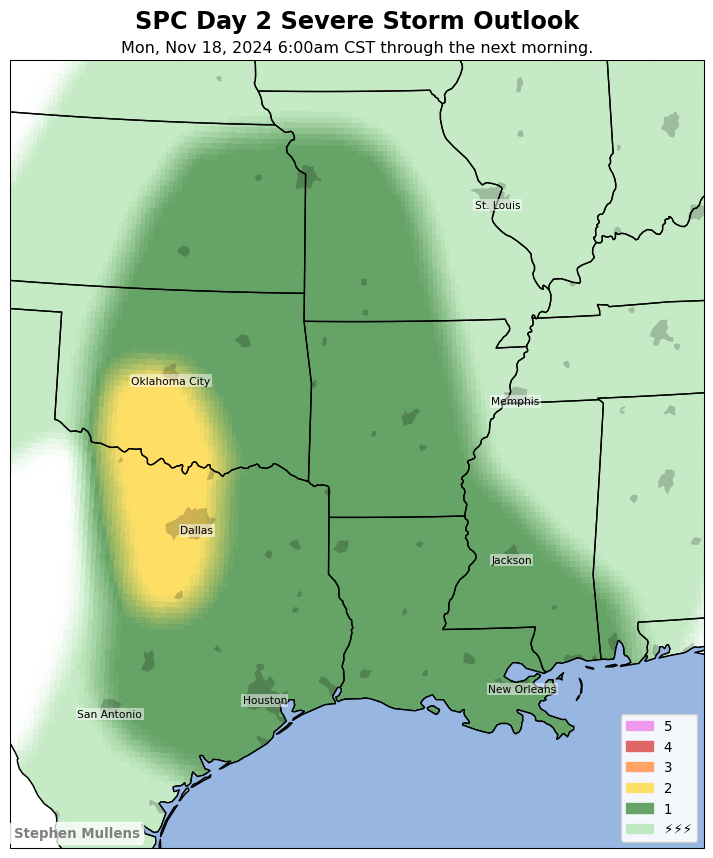 SPC Day 2 Severe Storm Outlook
Mon, Nov 18, 2024 6:00am CST through the next morning.
St. Louis
Oklahoma City
Memphis
Dallas
Jackson
New Orleans
Houston
San Antonio
5
4
3
2
1
⚡⚡⚡
Stephen Mullens